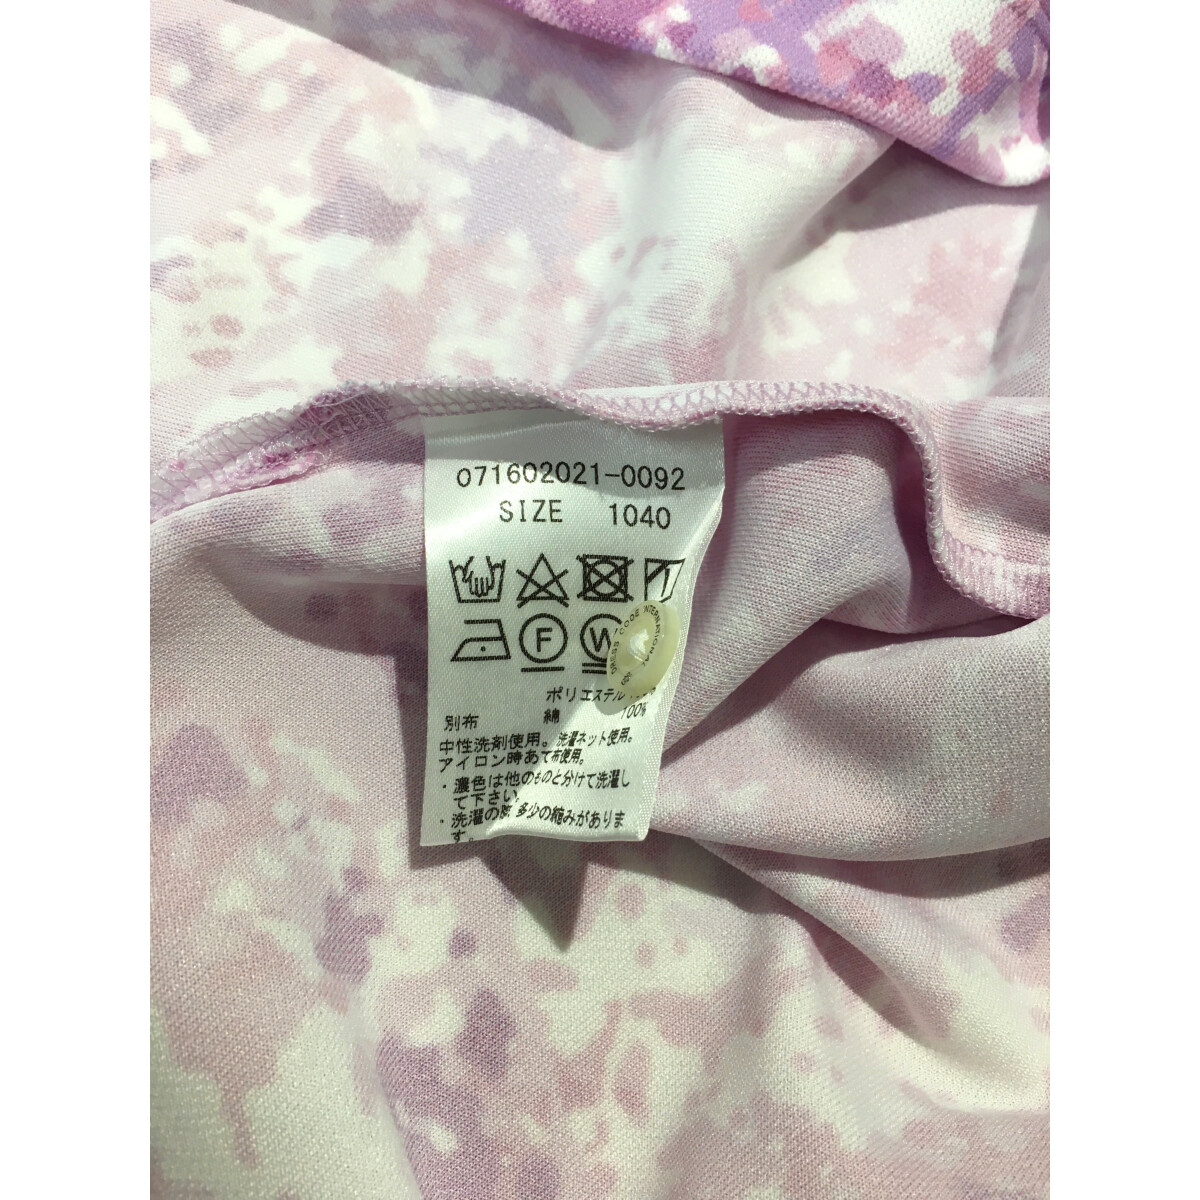 071602021-0092
SIZE 1040
F
W
DRESS CODE INTERNATIONAL
ポリエステル
別布 綿 100%
中性洗剤使用。洗濯ネット使用。
アイロン時あて布使用。
・濃色は他のものと分けて洗濯し
て下さい。
・洗濯の際多少の縮みがありま
す。